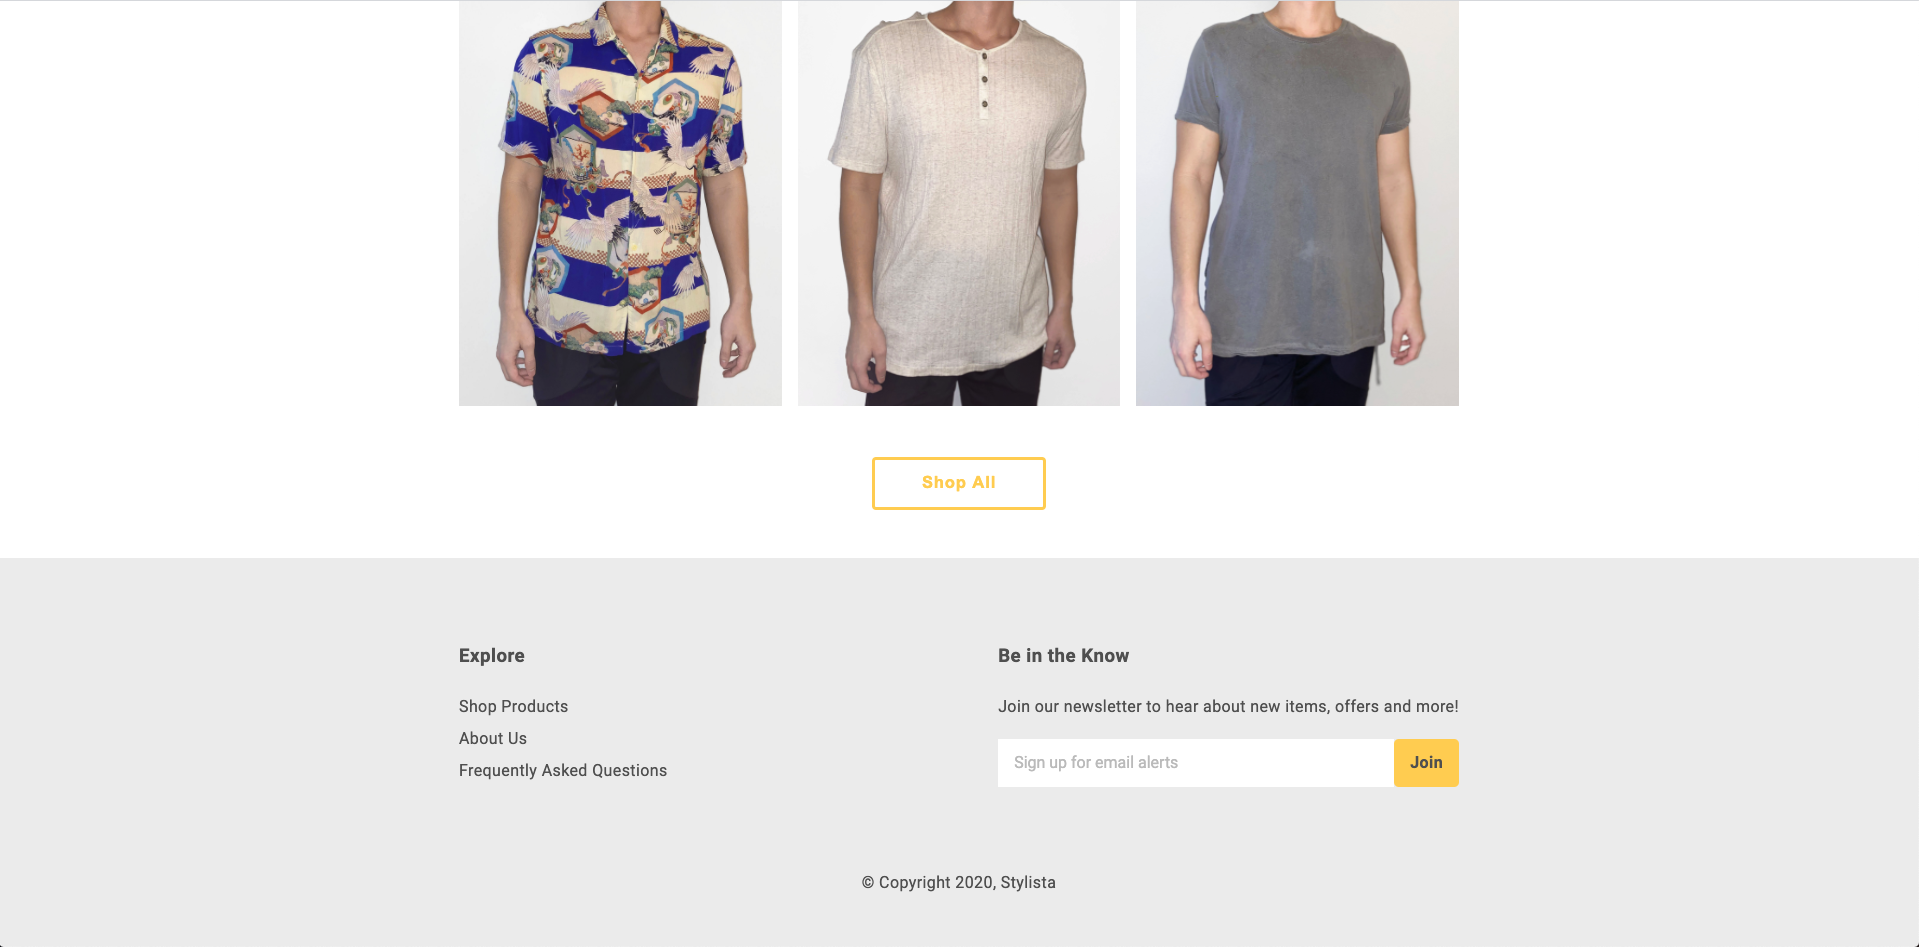 Shop All
Explore
Shop Products
About Us
Frequently Asked Questions
Be in the Know
Join our newsletter to hear about new items, offers and more!
Sign up for email alerts
Join
© Copyright 2020, Stylista